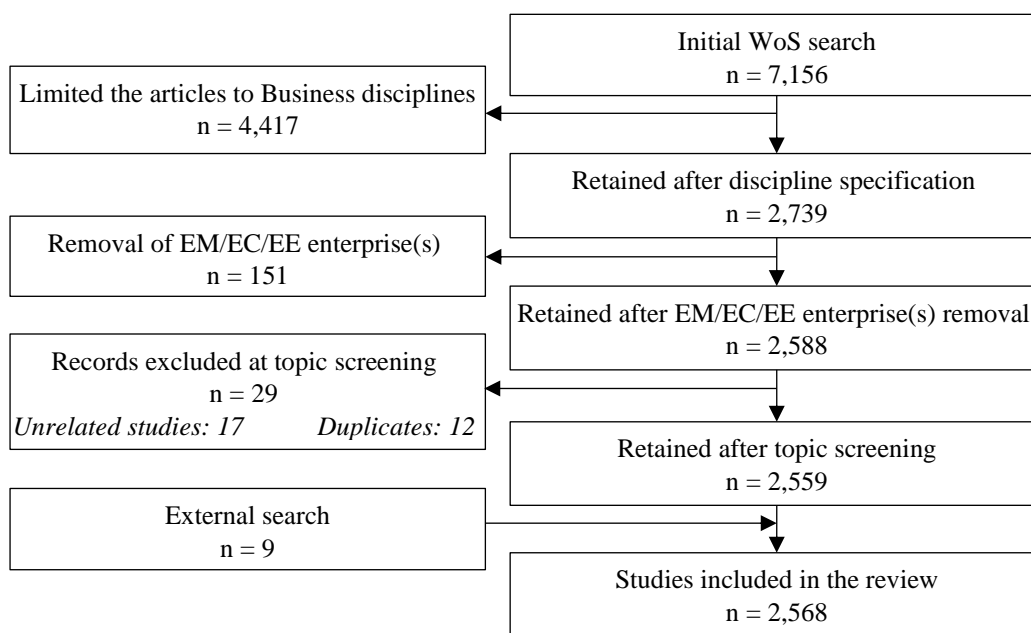 Initial WoS search
n = 7,156
Limited the articles to Business disciplines
n = 4,417
Retained after discipline specification
n = 2,739
Removal of EM/EC/EE enterprise(s)
n = 151
Retained after EM/EC/EE enterprise(s) removal
n = 2,588
Records excluded at topic screening
n = 29
Unrelated studies: 17 Duplicates: 12
Retained after topic screening
n = 2,559
External search
n = 9
Studies included in the review
n = 2,568